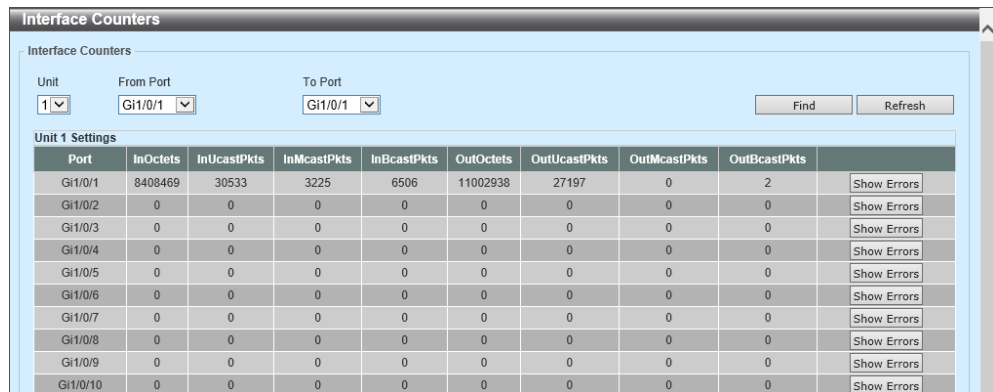 Interface Counters
Interface Counters
Unit From Port To Port
1 Gi1/0/1 Gi1/0/1 Find Refresh
Unit 1 Settings
Port InOctets InUcastPkts InMcastPkts InBcastPkts OutOctets OutUcastPkts OutMcastPkts OutBcastPkts
Gi1/0/1 8408469 30533 3225 6506 11002938 27197 0 2 Show Errors
Gi1/0/2 0 0 0 0 0 0 0 0 Show Errors
Gi1/0/3 0 0 0 0 0 0 0 0 Show Errors
Gi1/0/4 0 0 0 0 0 0 0 0 Show Errors
Gi1/0/5 0 0 0 0 0 0 0 0 Show Errors
Gi1/0/6 0 0 0 0 0 0 0 0 Show Errors
Gi1/0/7 0 0 0 0 0 0 0 0 Show Errors
Gi1/0/8 0 0 0 0 0 0 0 0 Show Errors
Gi1/0/9 0 0 0 0 0 0 0 0 Show Errors
Gi1/0/10 0 0 0 0 0 0 0 0 Show Errors